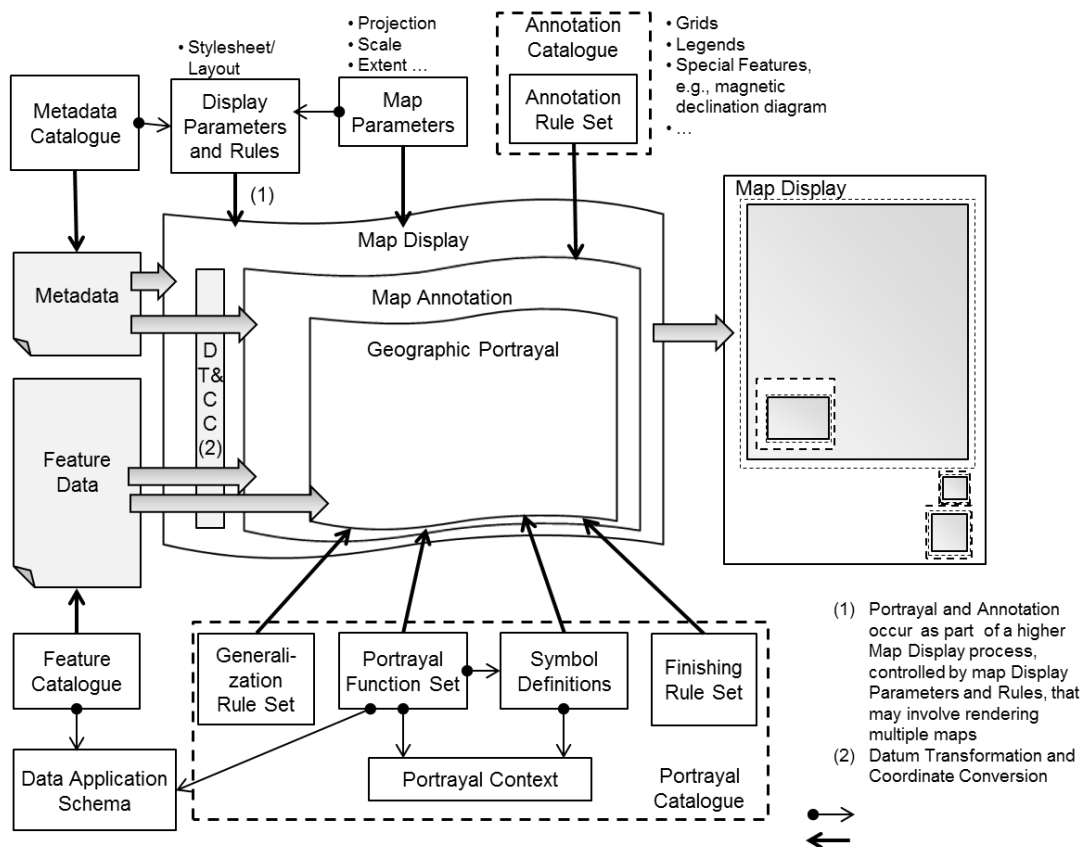 • Stylesheet/
Layout
• Projection
• Scale
• Extent ...
Annotation
Catalogue
Annotation
Rule Set
• Grids
• Legends
• Special Features,
e.g., magnetic
declination diagram
• ...
Metadata
Catalogue
Display
Parameters
and Rules
Map
Parameters
(1)
Map Display
Map Display
Metadata
Map Annotation
Geographic Portrayal
D
T&
C
C
(2)
Feature
Data
Feature
Catalogue
Generali-
zation
Rule Set
Portrayal
Function Set
Symbol
Definitions
Finishing
Rule Set
Data Application
Schema
Portrayal Context
Portrayal
Catalogue
(1) Portrayal and Annotation
occur as part of a higher
Map Display process,
controlled by map Display
Parameters and Rules, that
may involve rendering
multiple maps
(2) Datum Transformation and
Coordinate Conversion